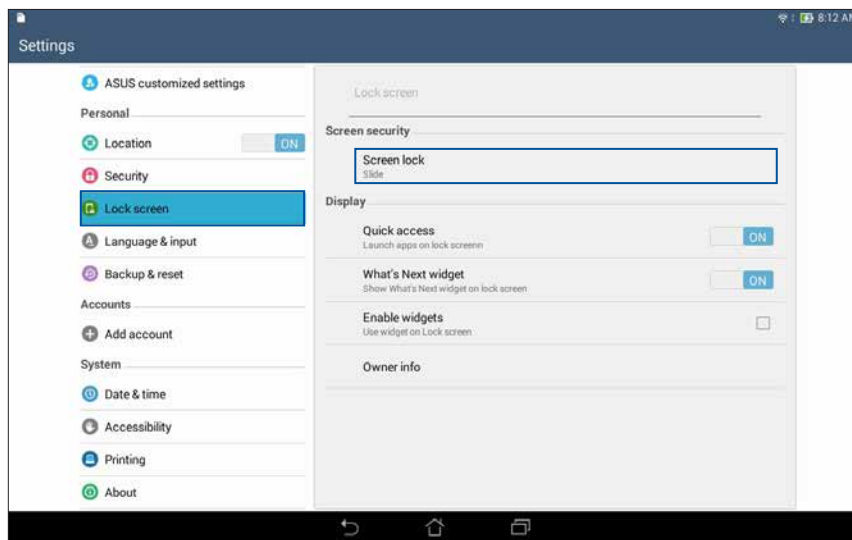 8:12 AM
Settings
ASUS customized settings
Personal
Location ON
Security
Lock screen
Language & input
Backup & reset
Accounts
Add account
System
Date & time
Accessibility
Printing
About
Lock screen
Screen security
Screen lock
Slide
Display
Quick access
Launch apps on lock screenn
ON
What's Next widget
Show What's Next widget on lock screen
ON
Enable widgets
Use widget on Lock screen
Owner info